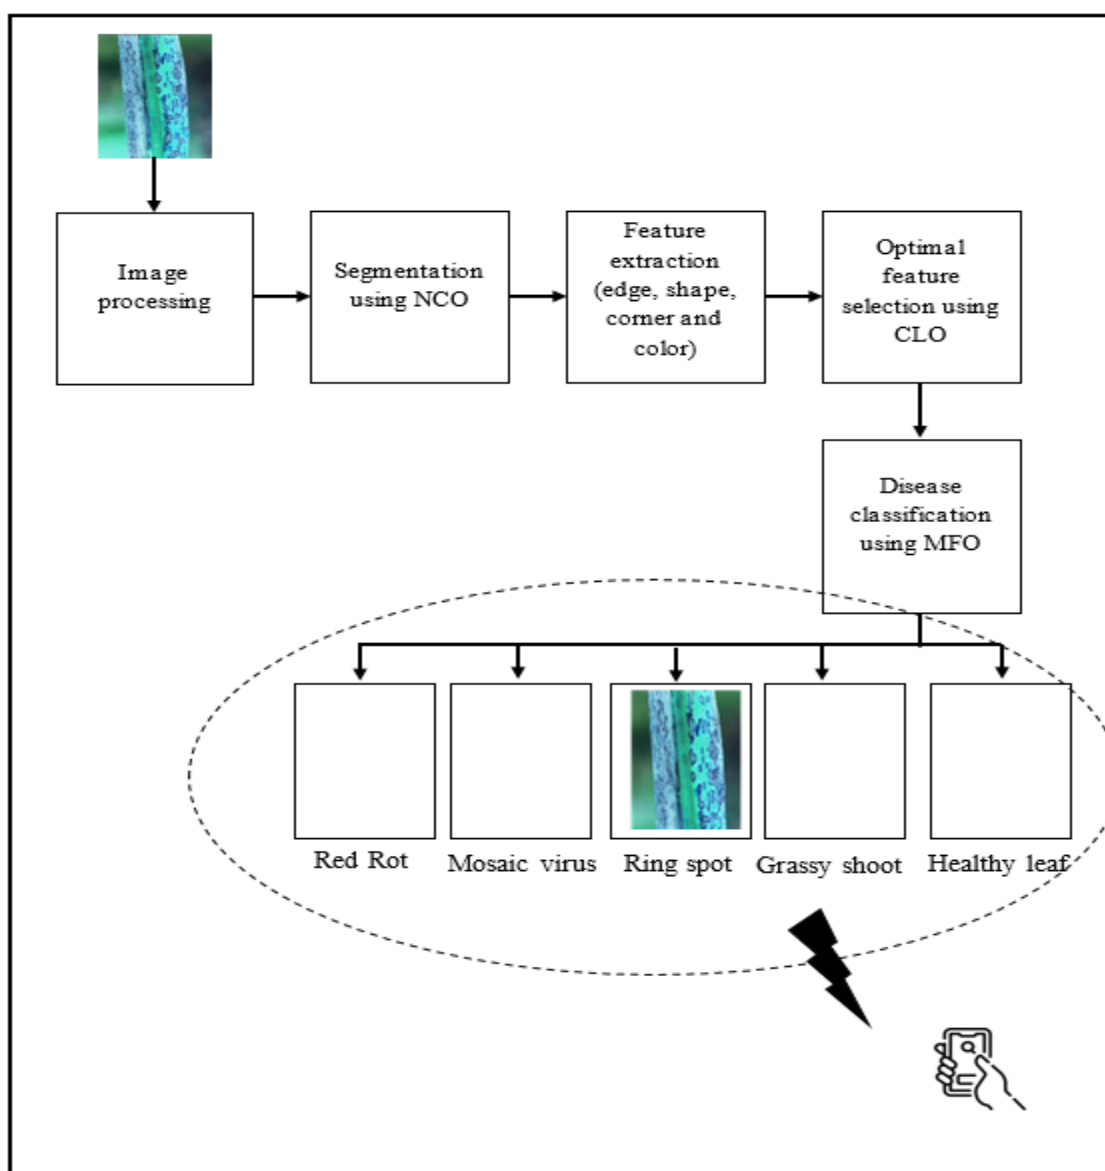 Image
processing
Segmentation
using NCO
Feature
extraction
(edge, shape,
corner and
color)
Optimal
feature
selection using
CLO
Disease
classification
using MFO
Red Rot
Mosaic virus
Ring spot
Grassy shoot
Healthy leaf